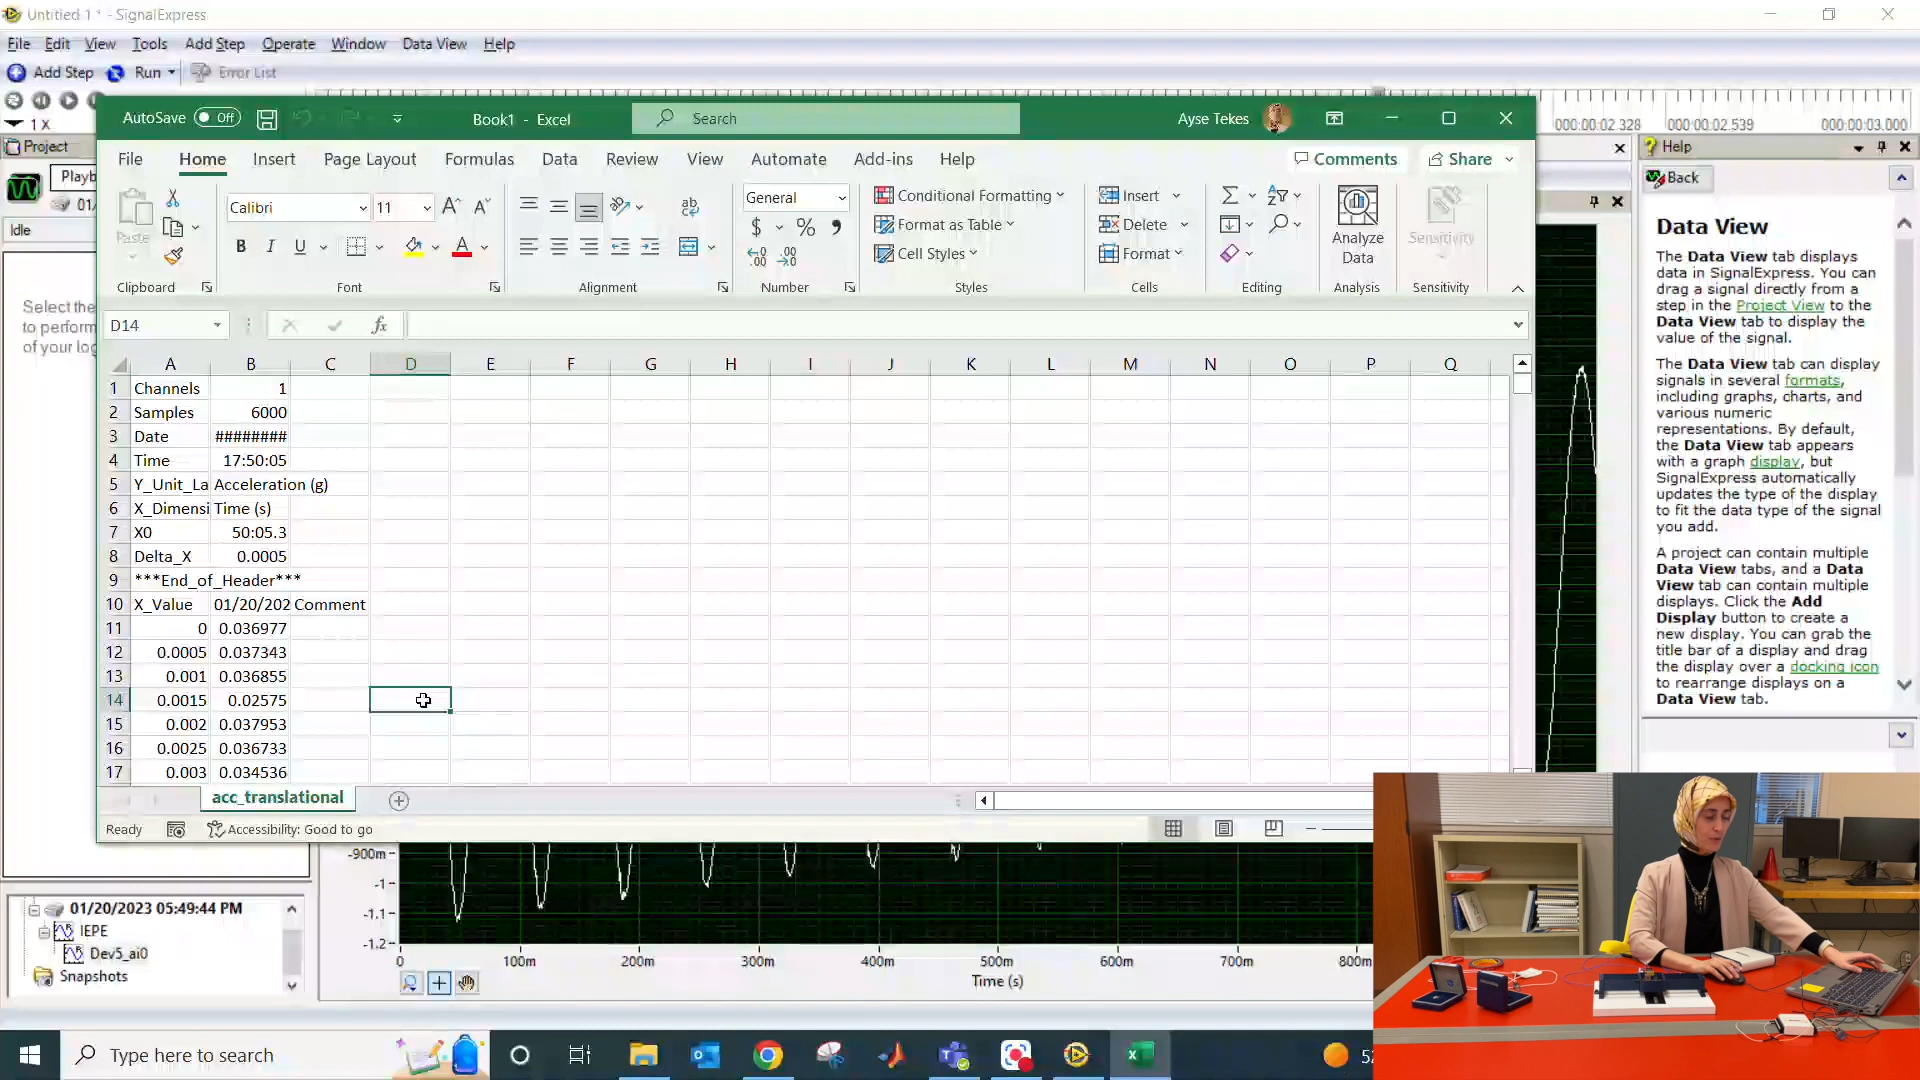 Untitled 1 * - SignalExpress
File Edit View Tools Add Step Operate Window Data View Help
Add Step Run Error List
1 X
000:00:02.328 000:00:02.539 000:00:03.000
Project
Playb
01/
Idle
Select the
to perform
of your log
AutoSave Off
Book1 - Excel
Search
Ayse Tekes
File Home Insert Page Layout Formulas Data Review View Automate Add-ins Help
Comments Share
Paste
Clipboard
Calibri 11
B I U
Font
Alignment
General
Number
Conditional Formatting
Format as Table
Cell Styles
Styles
Insert
Delete
Format
Cells
Editing
Analyze
Data
Analysis
Sensitivity
Sensitivity
D14
fx
A B C D E F G H I J K L M N O P Q
1 Channels 1
2 Samples 6000
3 Date ########
4 Time 17:50:05
5 Y_Unit_La Acceleration (g)
6 X_Dimensi Time (s)
7 X0 50:05.3
8 Delta_X 0.0005
9 ***End_of_Header***
10 X_Value 01/20/202 Comment
11 0 0.036977
12 0.0005 0.037343
13 0.001 0.036855
14 0.0015 0.02575
15 0.002 0.037953
16 0.0025 0.036733
17 0.003 0.034536
acc_translational
Ready
Accessibility: Good to go
Help
Back
Data View
The Data View tab displays
data in SignalExpress. You can
drag a signal directly from a
step in the Project View to the
Data View tab to display the
value of the signal.
The Data View tab can display
signals in several formats,
including graphs, charts, and
various numeric
representations. By default,
the Data View tab appears
with a graph display, but
SignalExpress automatically
updates the type of the display
to fit the data type of the signal
you add.
A project can contain multiple
Data View tabs, and a Data
View tab can contain multiple
displays. Click the Add
Display button to create a
new display. You can grab the
title bar of a display and drag
the display over a docking icon
to rearrange displays on a
Data View tab.
-900m
-1
-1.1
-1.2
0 100m 200m 300m 400m 500m 600m 700m 800m
Time (s)
01/20/2023 05:49:44 PM
IEPE
Dev5_ai0
Snapshots
Type here to search